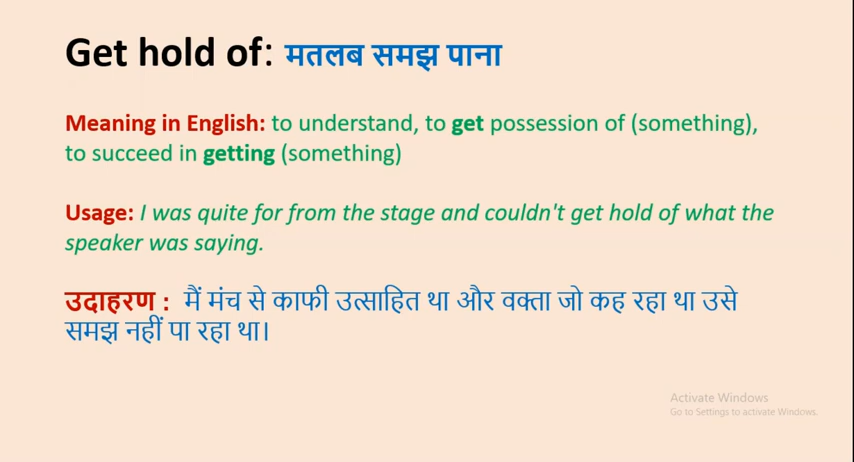 Get hold of: मतलब समझ पाना
Meaning in English: to understand, to get possession of (something),
to succeed in getting (something)
Usage: I was quite for from the stage and couldn't get hold of what the
speaker was saying.
उदाहरण : मैं मंच से काफी उत्साहित था और वक्ता जो कह रहा था उसे
समझ नहीं पा रहा था।
Activate Windows
Go to Settings to activate Windows.